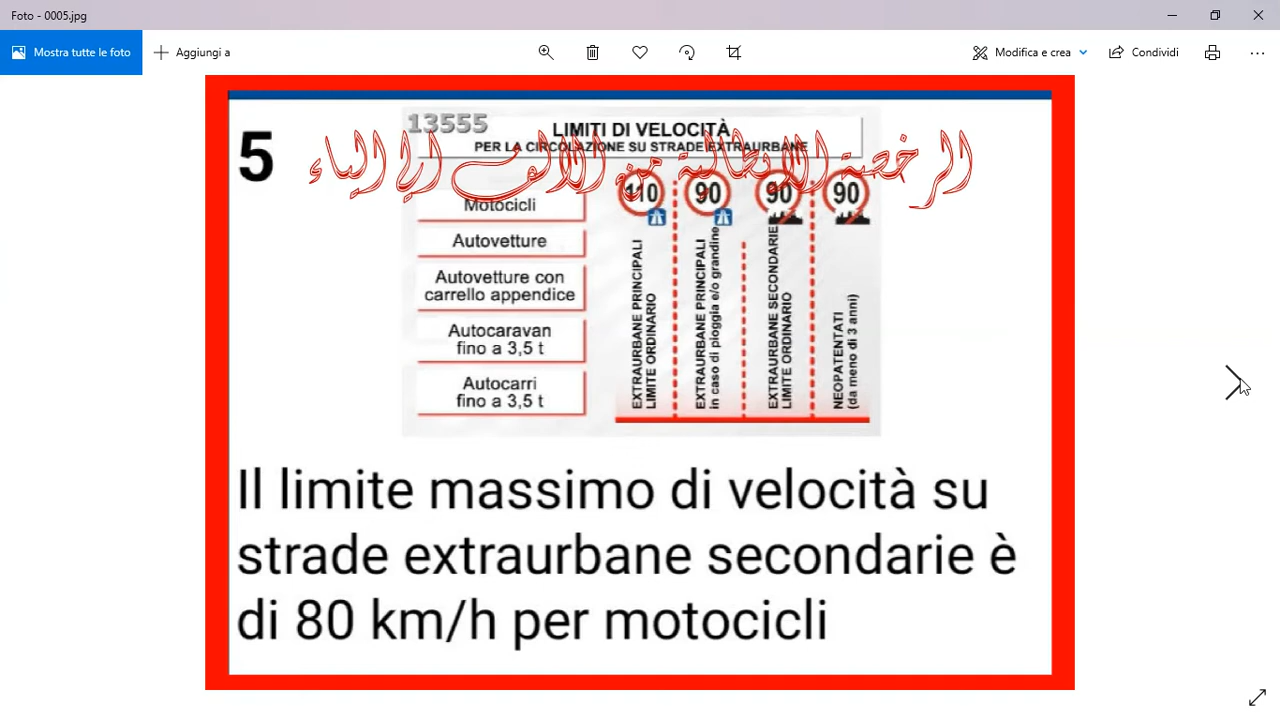 Foto - 0005.jpg
Mostra tutte le foto
Aggiungi a
Modifica e crea
Condividi
13555
LIMITI DI VELOCITÀ
PER LA CIRCOLAZIONE SU STRADE EXTRAURBANE
5
الرخصة الايطالية من الالف الي الياء
110
90
90
90
Motocicli
Autovetture
Autovetture con
carrello appendice
Autocaravan
fino a 3,5 t
Autocarri
fino a 3,5 t
EXTRAURBANE PRINCIPALI
LIMITE ORDINARIO
EXTRAURBANE PRINCIPALI
in caso di pioggia e/o grandine
EXTRAURBANE SECONDARIE
LIMITE ORDINARIO
NEOPATENTATI
(da meno di 3 anni)
Il limite massimo di velocità su
strade extraurbane secondarie è
di 80 km/h per motocicli